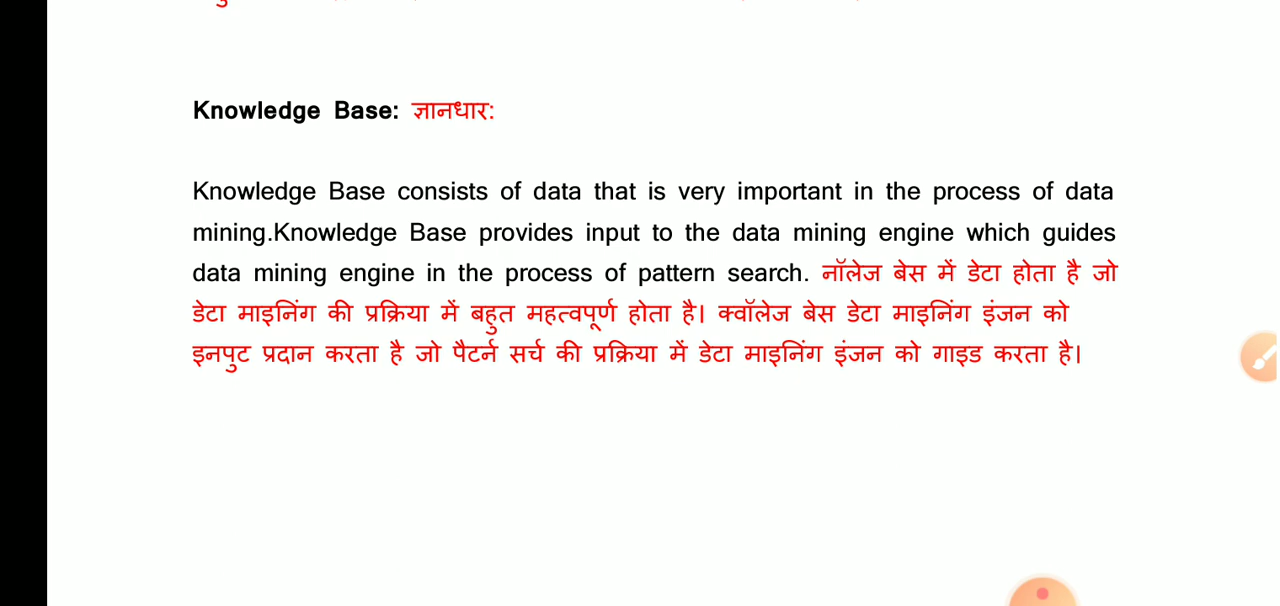 Knowledge Base: ज्ञानधार:
Knowledge Base consists of data that is very important in the process of data
mining.Knowledge Base provides input to the data mining engine which guides
data mining engine in the process of pattern search. नॉलेज बेस में डेटा होता है जो
डेटा माइनिंग की प्रक्रिया में बहुत महत्वपूर्ण होता है। क्वॉलेज बेस डेटा माइनिंग इंजन को
इनपुट प्रदान करता है जो पैटर्न सर्च की प्रक्रिया में डेटा माइनिंग इंजन को गाइड करता है।